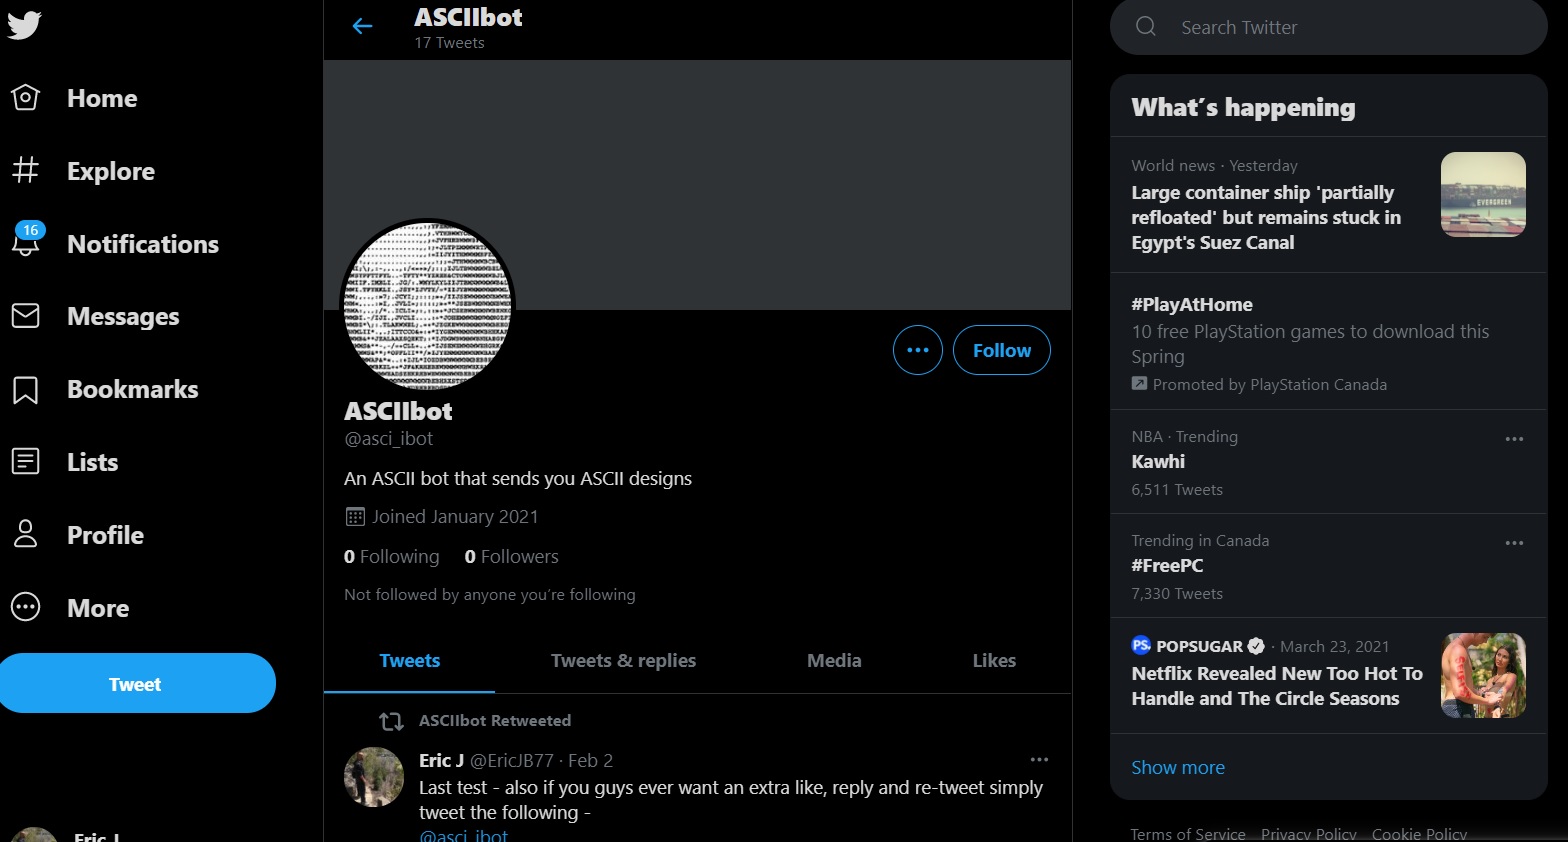 Home
Explore
16
Notifications
Messages
Bookmarks
Lists
Profile
More
Tweet
Eric J
ASCIIbot
17 Tweets
Follow
ASCIIbot
@asci_ibot
An ASCII bot that sends you ASCII designs
Joined January 2021
0 Following 0 Followers
Not followed by anyone you're following
Tweets Tweets & replies Media Likes
ASCIIbot Retweeted
Eric J @EricJB77 · Feb 2
Last test - also if you guys ever want an extra like, reply and re-tweet simply
tweet the following -
@asci_ibot
Search Twitter
What's happening
World news · Yesterday
Large container ship 'partially
refloated' but remains stuck in
Egypt's Suez Canal
EVERGREEN
#PlayAtHome
10 free PlayStation games to download this
Spring
Promoted by PlayStation Canada
NBA · Trending
Kawhi
6,511 Tweets
Trending in Canada
#FreePC
7,330 Tweets
PS. POPSUGAR · March 23, 2021
Netflix Revealed New Too Hot To
Handle and The Circle Seasons
Show more
Terms of Service Privacy Policy Cookie Policy